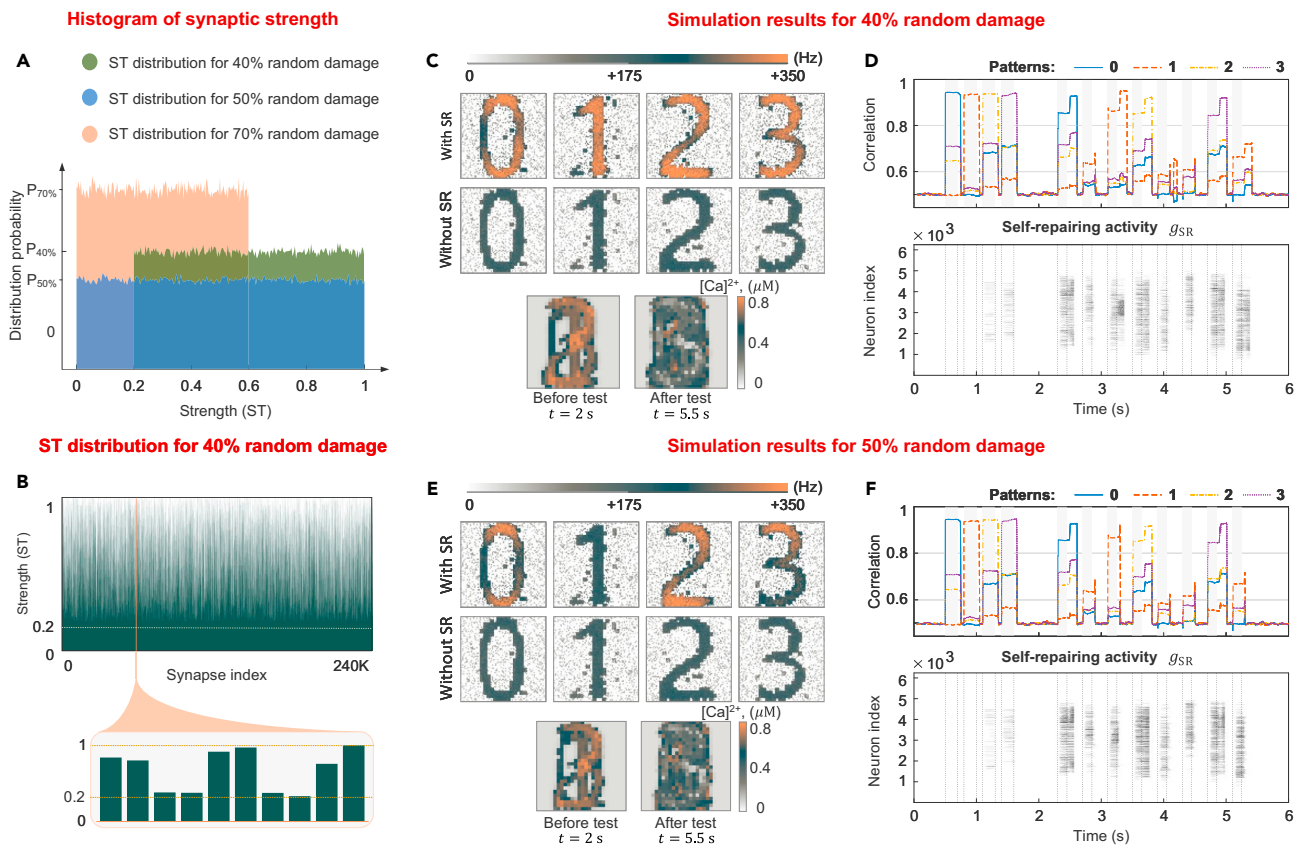 Histogram of synaptic strength
A
ST distribution for 40% random damage
ST distribution for 50% random damage
ST distribution for 70% random damage
Distribution probability
P70%
P40%
P50%
0
0 0.2 0.4 0.6 0.8 1
Strength (ST)
ST distribution for 40% random damage
B
Strength (ST)
1
0.2
0
0 240K
Synapse index
1
0.2
0
Simulation results for 40% random damage
C
(Hz)
0 +175 +350
With SR
Without SR
[Ca]²⁺, (μM)
0.8
0.4
0
Before test
t = 2 s
After test
t = 5.5 s
D
Patterns: 0 1 2 3
Correlation
1
0.8
0.6
Self-repairing activity gSR
× 10³
Neuron index
6
5
4
3
2
1
0 1 2 3 4 5 6
Time (s)
Simulation results for 50% random damage
E
(Hz)
0 +175 +350
With SR
Without SR
[Ca]²⁺, (μM)
0.8
0.4
0
Before test
t = 2 s
After test
t = 5.5 s
F
Patterns: 0 1 2 3
Correlation
1
0.8
0.6
Self-repairing activity gSR
× 10³
Neuron index
6
5
4
3
2
1
0 1 2 3 4 5 6
Time (s)